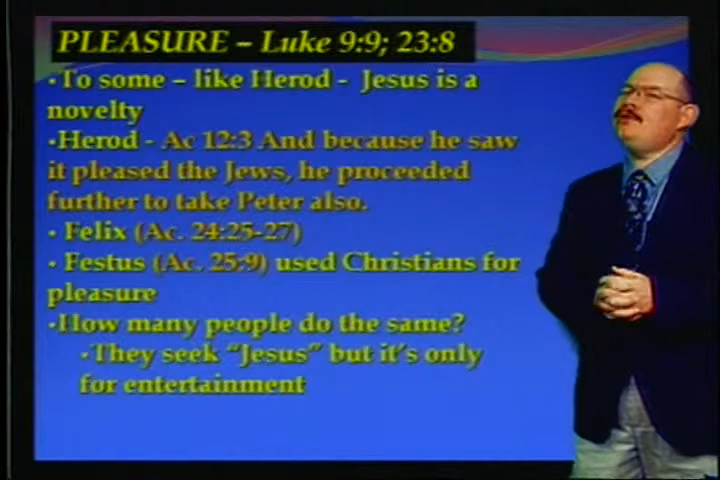 PLEASURE – Luke 9:9; 23:8
•To some – like Herod - Jesus is a
novelty
•Herod - Ac 12:3 And because he saw
it pleased the Jews, he proceeded
further to take Peter also.
• Felix (Ac. 24:25-27)
• Festus (Ac. 25:9) used Christians for
pleasure
•How many people do the same?
•They seek “Jesus” but it’s only
for entertainment